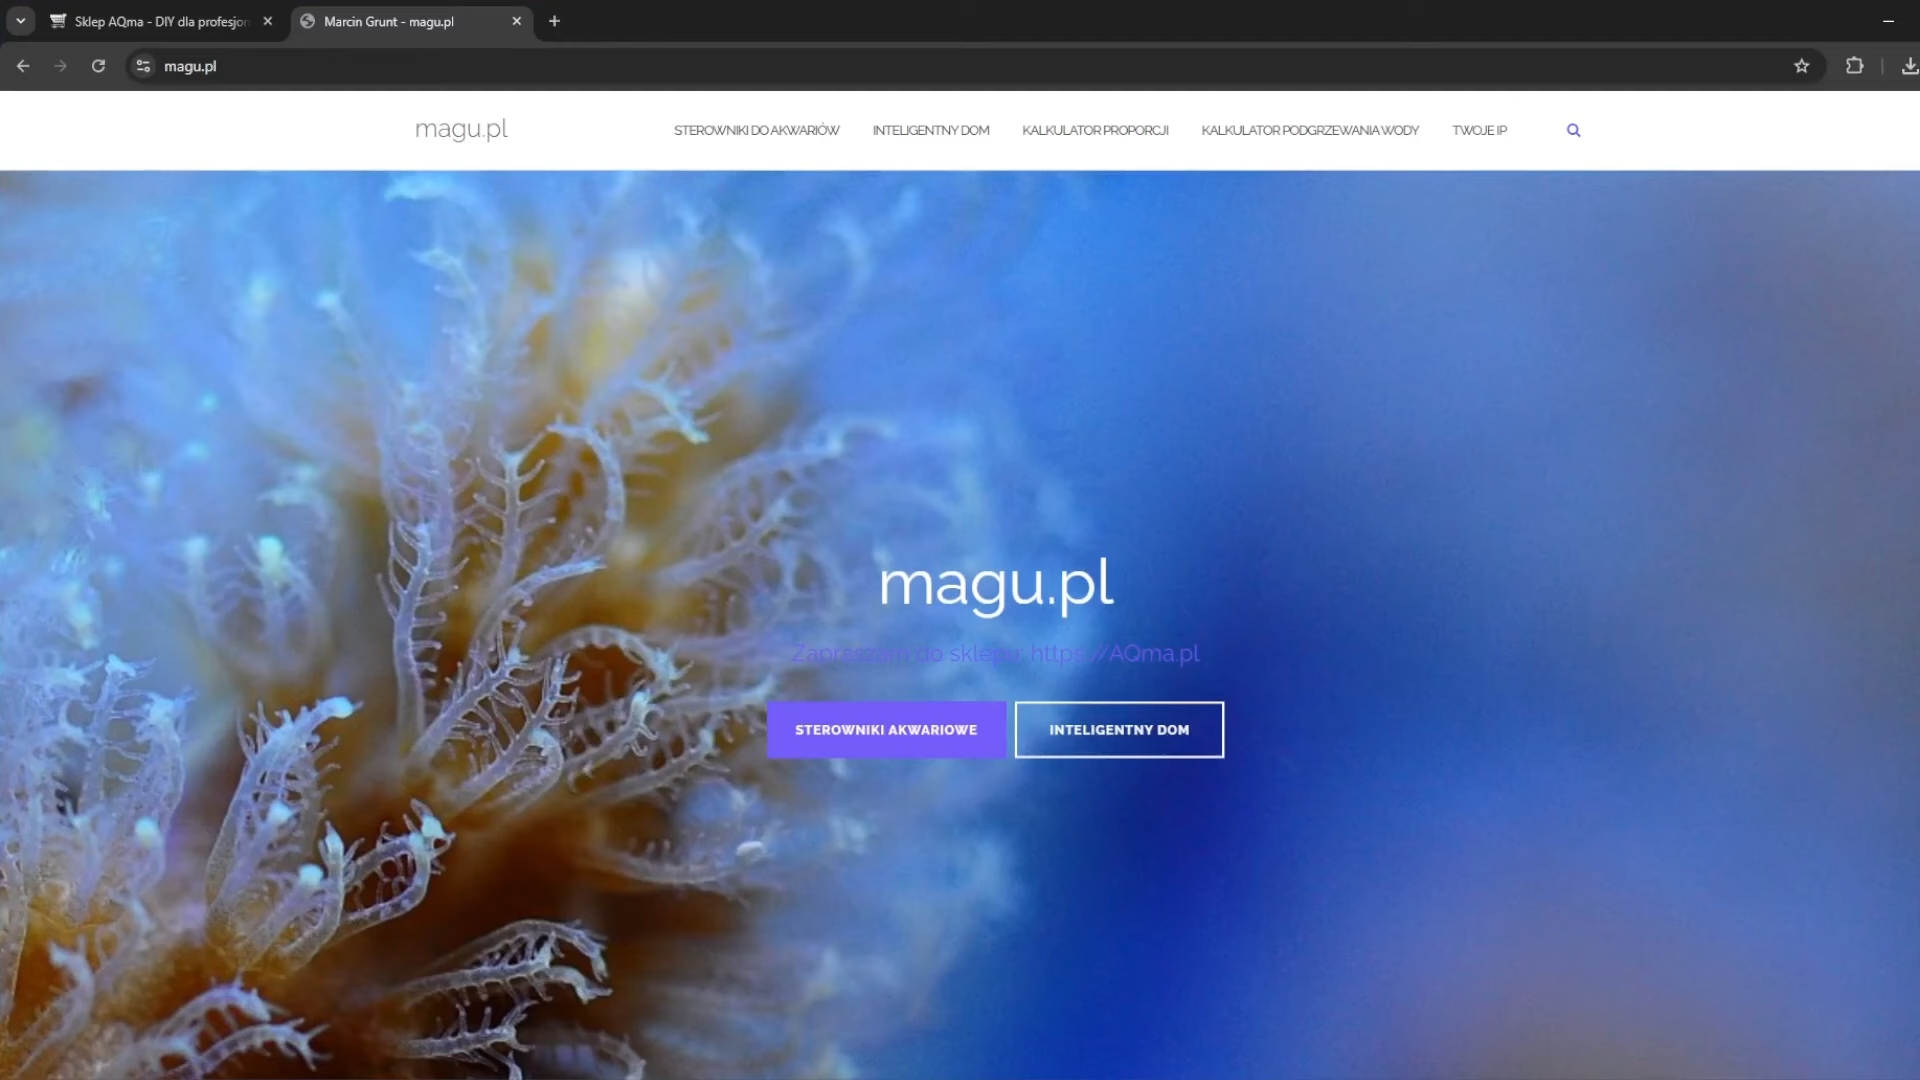 Sklep AQma - DIY dla profesjon
Marcin Grunt - magu.pl
magu.pl
magu.pl
STEROWNIKI DO AKWARIÓW
INTELIGENTNY DOM
KALKULATOR PROPORCJI
KALKULATOR PODGRZEWANIA WODY
TWOJE IP
magu.pl
Zapraszam do sklepu: https://AQma.pl
STEROWNIKI AKWARIOWE
INTELIGENTNY DOM